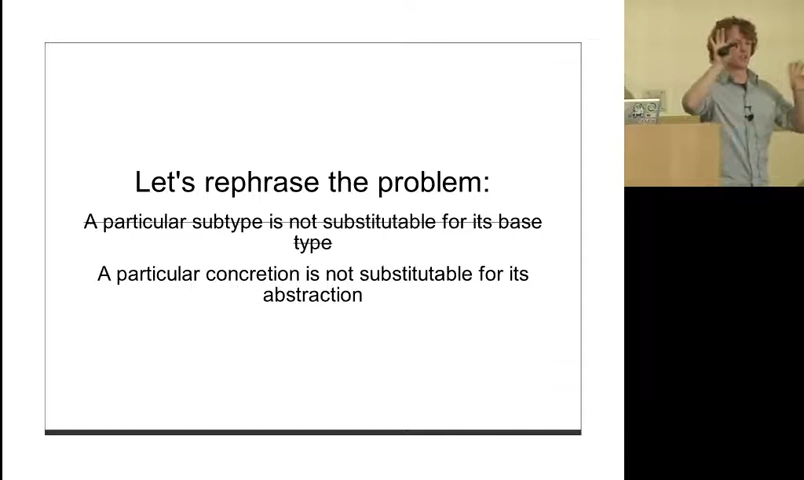 Let's rephrase the problem:
A particular subtype is not substitutable for its base
type
A particular concretion is not substitutable for its
abstraction